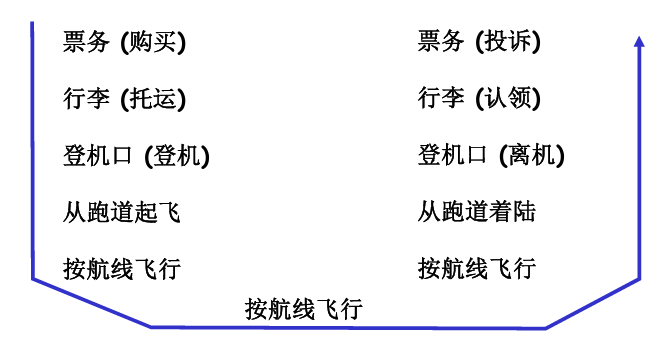 票务 (购买)
票务 (投诉)
行李 (托运)
行李 (认领)
登机口 (登机)
登机口 (离机)
从跑道起飞
从跑道着陆
按航线飞行
按航线飞行
按航线飞行